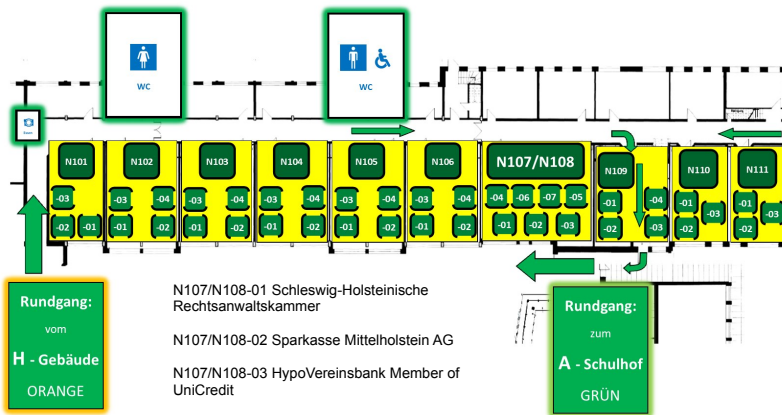 WC
WC
N101
N102
N103
N104
N105
N106
N107/N108
N109
N110
N111
-03
-02
-01
-03
-04
-01
-02
-03
-04
-01
-02
-03
-04
-01
-02
-03
-04
-01
-02
-03
-04
-01
-02
-04
-06
-07
-05
-01
-02
-03
-01
-04
-02
-03
-01
-03
-02
-01
-03
-02
Rundgang:
vom
H - Gebäude
ORANGE
N107/N108-01 Schleswig-Holsteinische
Rechtsanwaltskammer
N107/N108-02 Sparkasse Mittelholstein AG
N107/N108-03 HypoVereinsbank Member of
UniCredit
Rundgang:
zum
A - Schulhof
GRÜN